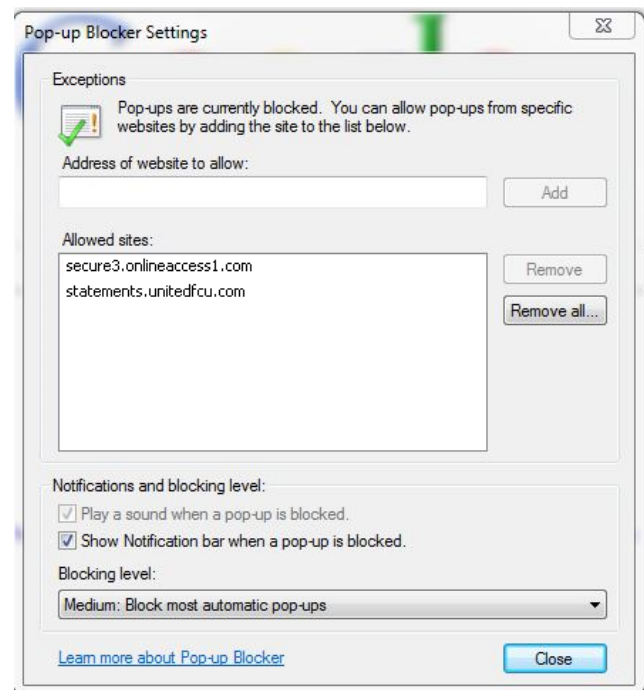 Pop-up Blocker Settings
Exceptions
Pop-ups are currently blocked. You can allow pop-ups from specific
websites by adding the site to the list below.
Address of website to allow:
Add
Allowed sites:
secure3.onlineaccess1.com
statements.unitedfcu.com
Remove
Remove all...
Notifications and blocking level:
Play a sound when a pop-up is blocked.
Show Notification bar when a pop-up is blocked.
Blocking level:
Medium: Block most automatic pop-ups
Learn more about Pop-up Blocker
Close